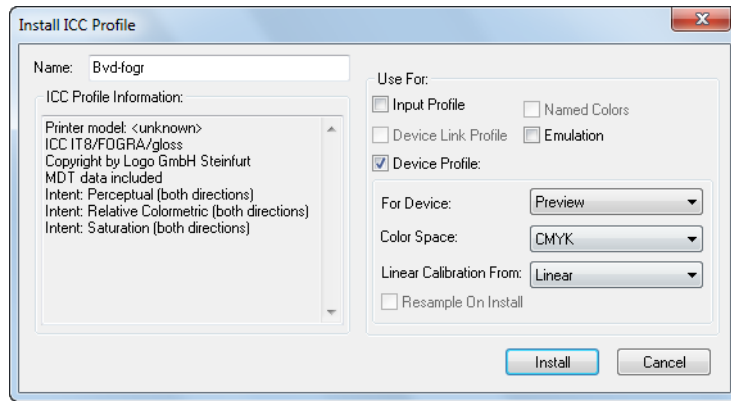 Install ICC Profile
Name: Bvd-fogr
ICC Profile Information:
Printer model: <unknown>
ICC IT8/FOGRA/gloss
Copyright by Logo GmbH Steinfurt
MDT data included
Intent: Perceptual (both directions)
Intent: Relative Colormetric (both directions)
Intent: Saturation (both directions)
Use For:
Input Profile Named Colors
Device Link Profile Emulation
Device Profile:
For Device: Preview
Color Space: CMYK
Linear Calibration From: Linear
Resample On Install
Install Cancel